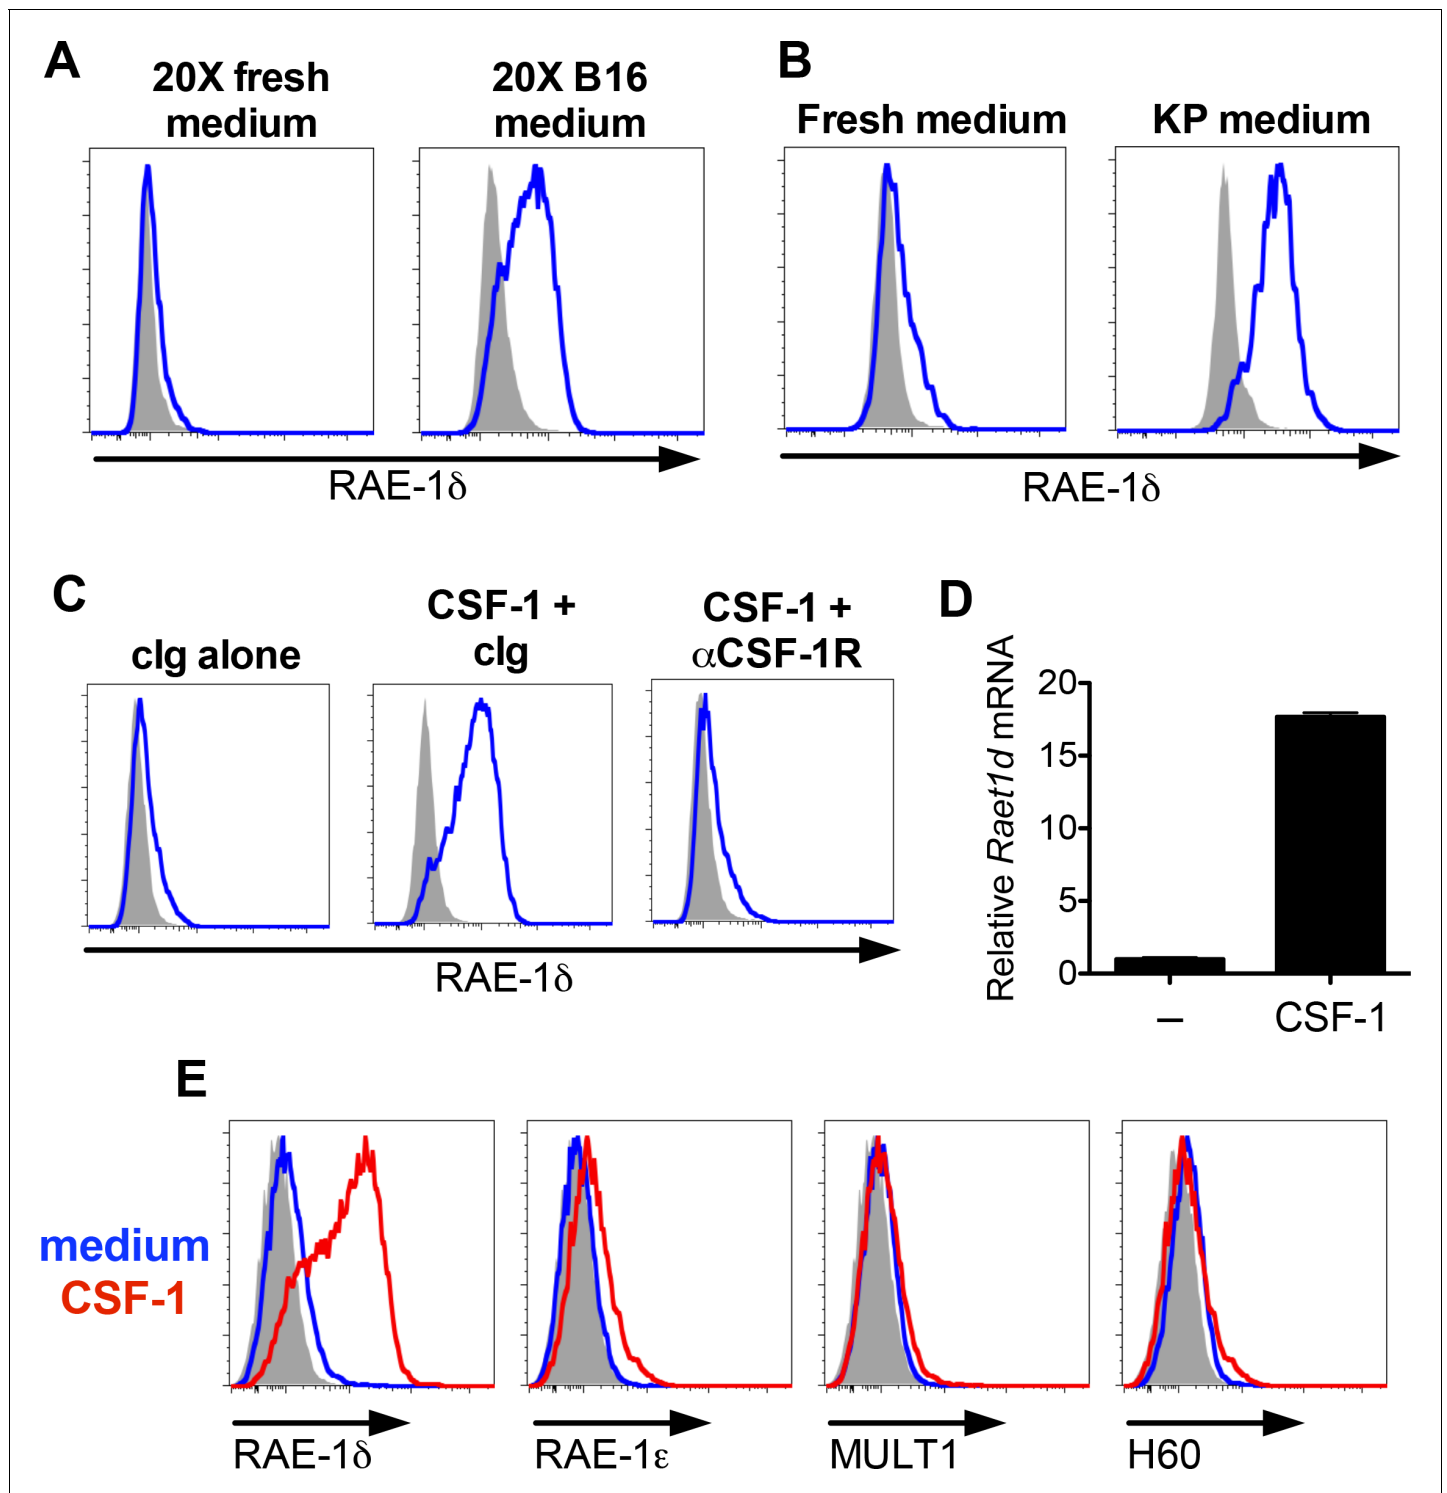 A
20X fresh
medium
20X B16
medium
RAE-1δ
B
Fresh medium
KP medium
RAE-1δ
C
cIg alone
CSF-1 +
cIg
CSF-1 +
αCSF-1R
RAE-1δ
D
Relative Raet1d mRNA
20
15
10
5
0
–
CSF-1
E
medium
CSF-1
RAE-1δ
RAE-1ε
MULT1
H60